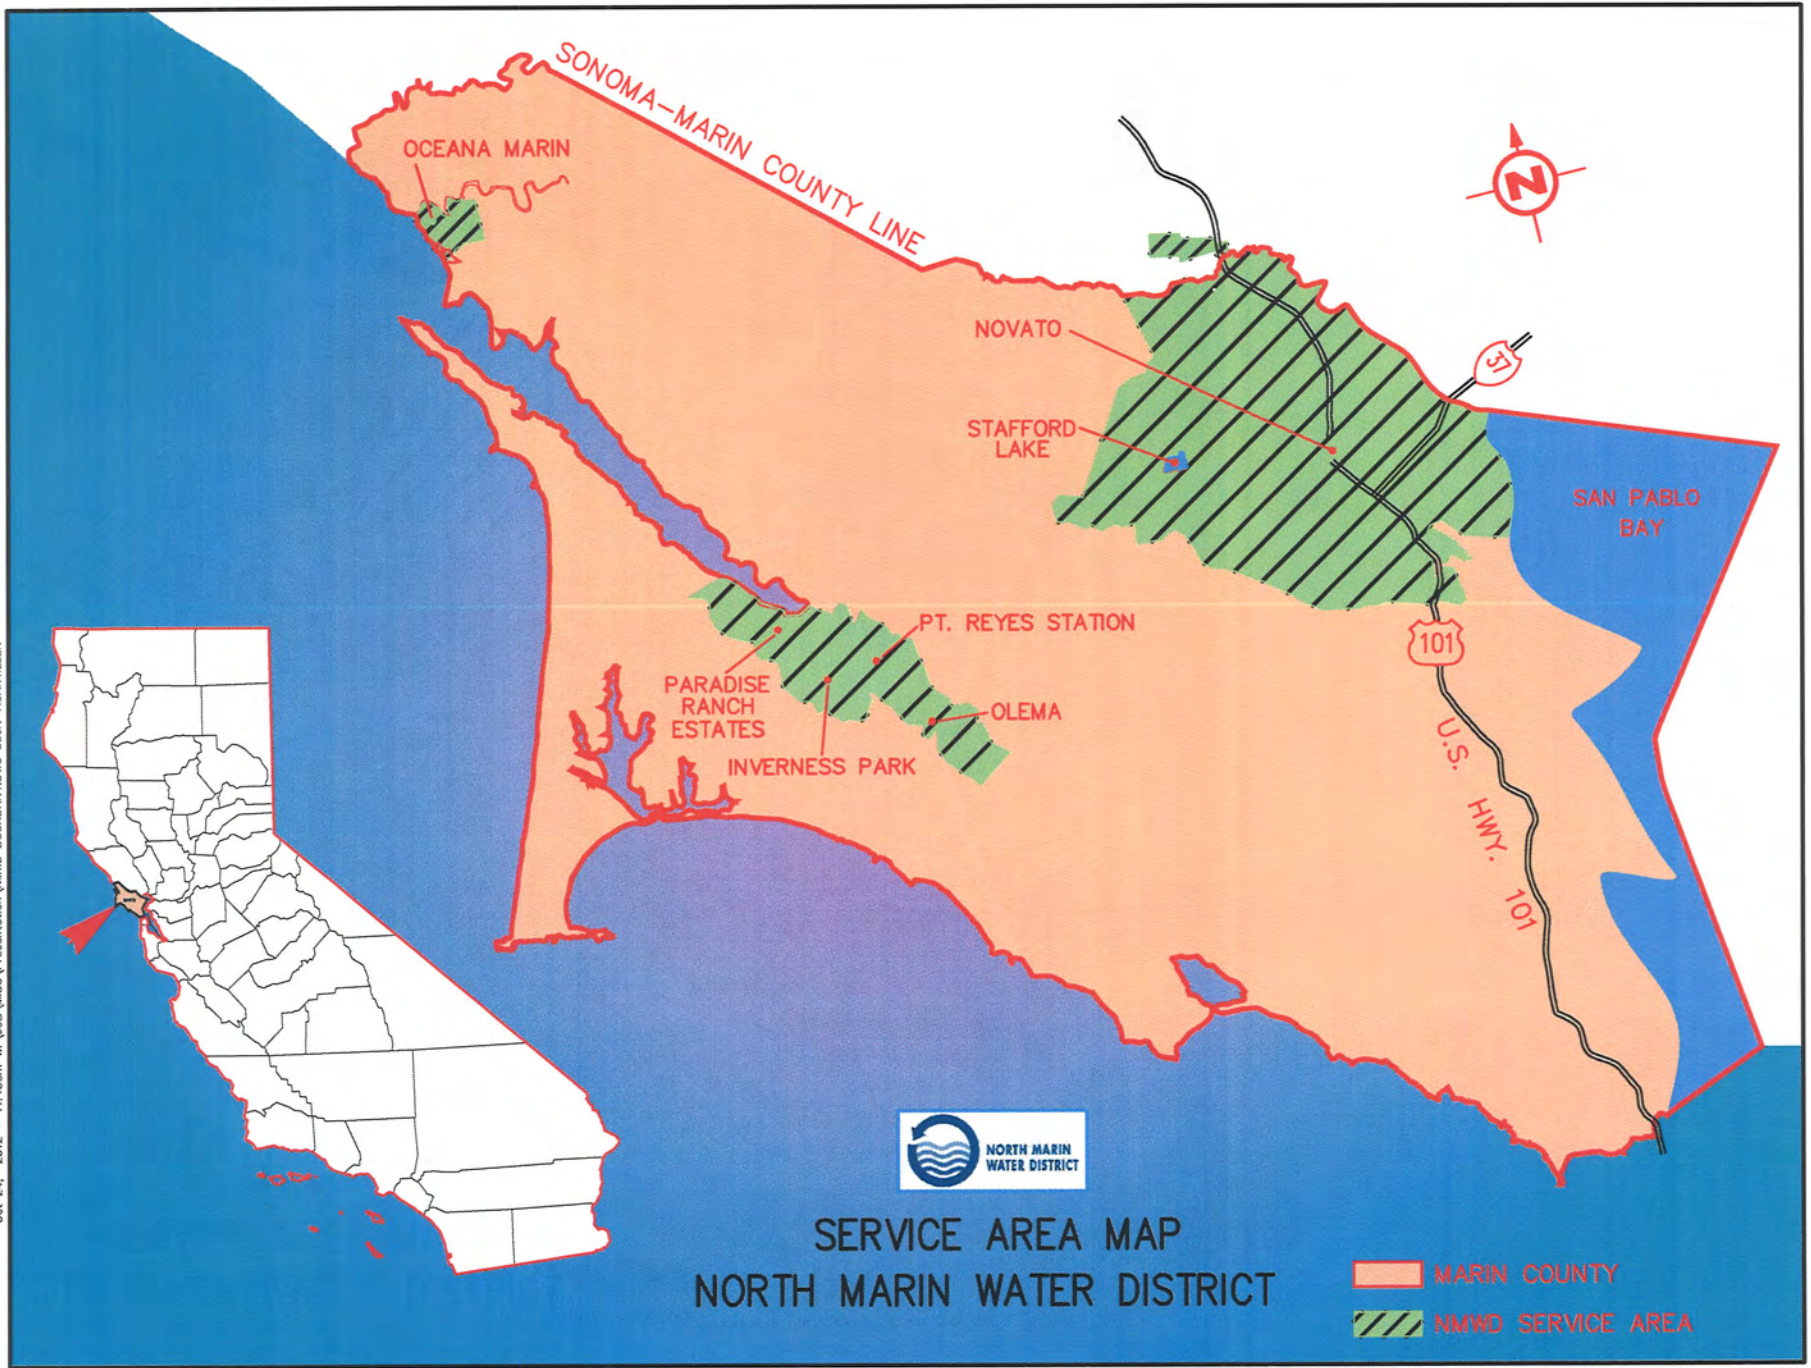 SONOMA-MARIN COUNTY LINE
OCEANA MARIN
N
NOVATO
37
STAFFORD
LAKE
SAN PABLO
BAY
PT. REYES STATION
101
PARADISE
RANCH
ESTATES
OLEMA
INVERNESS PARK
U.S. HWY. 101
NORTH MARIN
WATER DISTRICT
SERVICE AREA MAP
NORTH MARIN WATER DISTRICT
MARIN COUNTY
NMWD SERVICE AREA